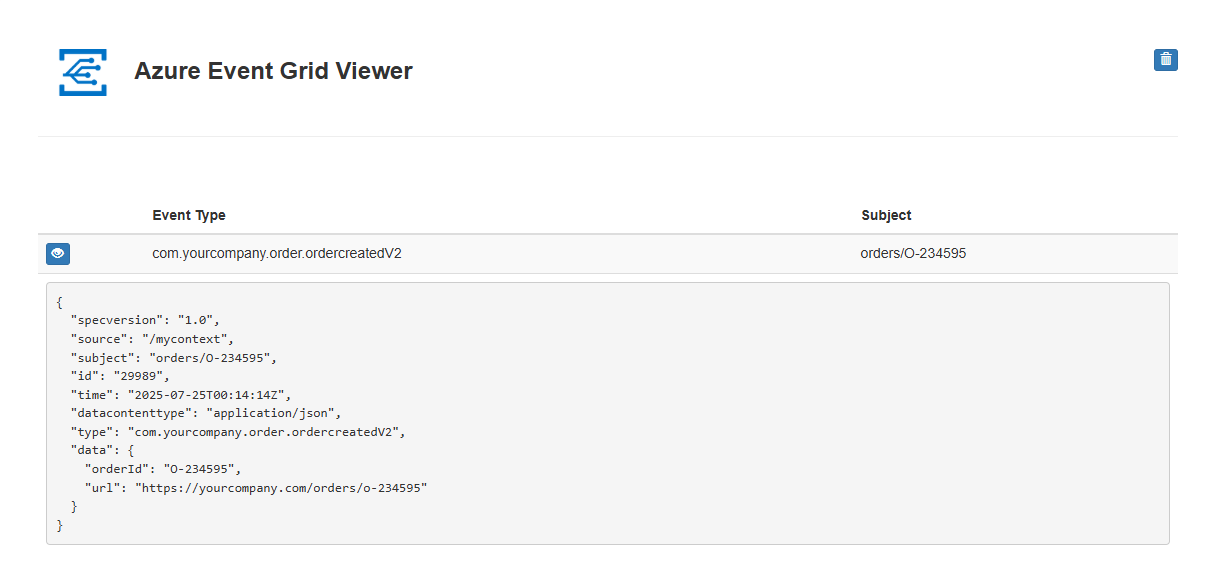 Azure Event Grid Viewer
Event Type Subject
com.yourcompany.order.ordercreatedV2 orders/O-234595
{
  "specversion": "1.0",
  "source": "/mycontext",
  "subject": "orders/O-234595",
  "id": "29989",
  "time": "2025-07-25T00:14:14Z",
  "datacontenttype": "application/json",
  "type": "com.yourcompany.order.ordercreatedV2",
  "data": {
    "orderId": "O-234595",
    "url": "https://yourcompany.com/orders/o-234595"
  }
}